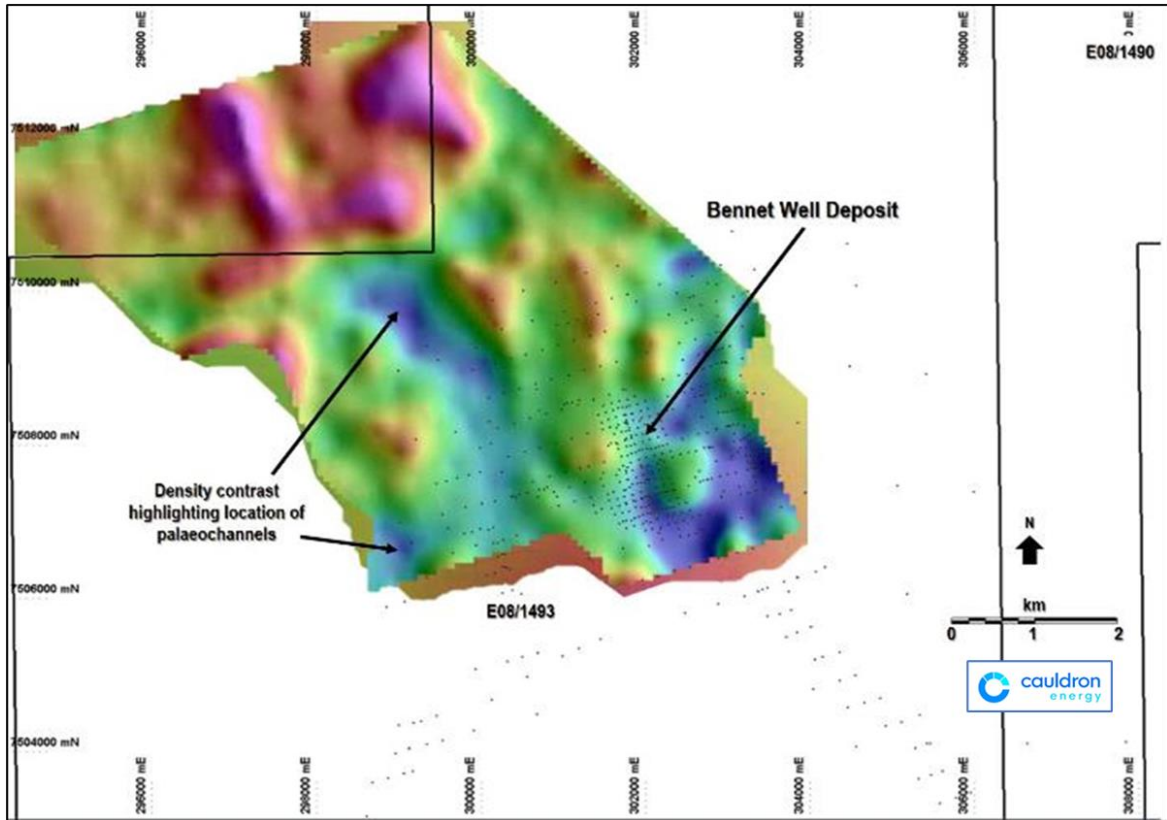 296000 mE
298000 mE
300000 mE
302000 mE
304000 mE
306000 mE
E08/1490
7512000 mN
Bennet Well Deposit
7510000 mN
7508000 mN
Density contrast
highlighting location of
palaeochannels
N
7506000 mN
E08/1493
km
0 1 2
cauldron
energy
7504000 mN
296000 mE
298000 mE
300000 mE
302000 mE
304000 mE
306000 mE
308000 mE